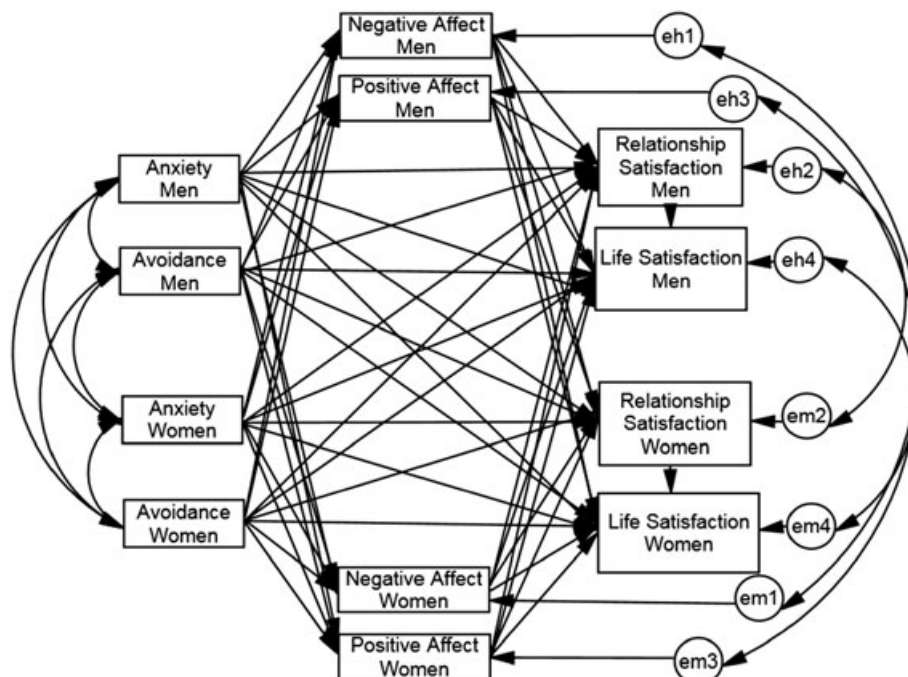 Negative Affect
Men
eh1
Positive Affect
Men
eh3
Anxiety
Men
Relationship
Satisfaction
Men
eh2
Avoidance
Men
Life Satisfaction
Men
eh4
Anxiety
Women
Relationship
Satisfaction
Women
em2
Avoidance
Women
Life Satisfaction
Women
em4
Negative Affect
Women
em1
Positive Affect
Women
em3